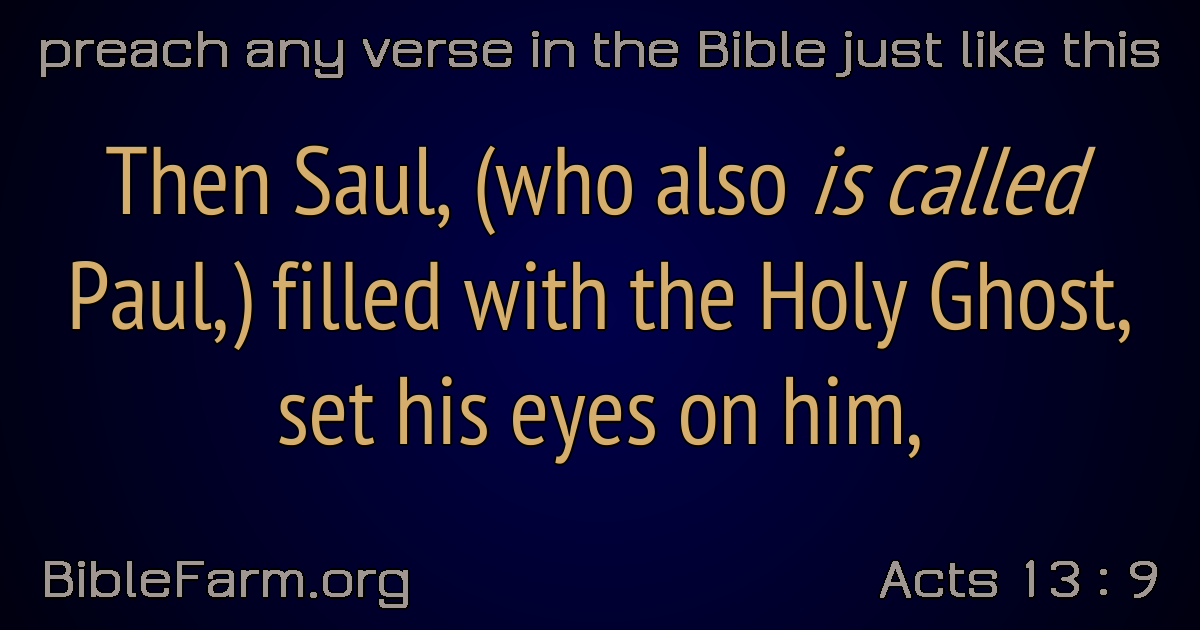 preach any verse in the Bible just like this
Then Saul, (who also is called
Paul,) filled with the Holy Ghost,
set his eyes on him,
BibleFarm.org
Acts 13 : 9